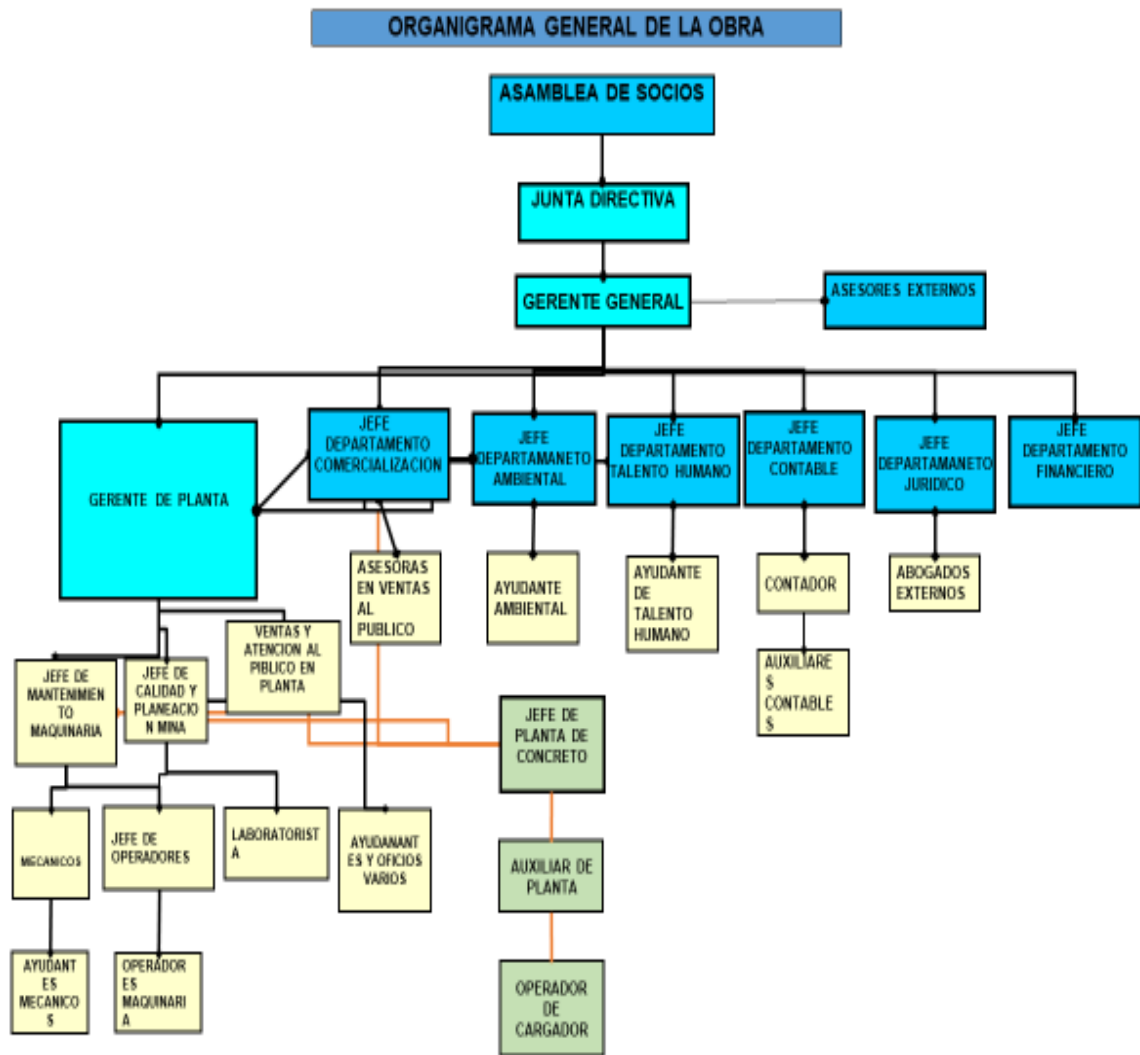 ORGANIGRAMA GENERAL DE LA OBRA
ASAMBLEA DE SOCIOS
JUNTA DIRECTIVA
GERENTE GENERAL
ASESORES EXTERNOS
GERENTE DE PLANTA
JEFE
DEPARTAMENTO
COMERCIALIZACION
JEFE
DEPARTAMANETO
AMBIENTAL
JEFE
DEPARTAMENTO
TALENTO HUMANO
JEFE
DEPARTAMENTO
CONTABLE
JEFE
DEPARTAMANETO
JURIDICO
JEFE
DEPARTAMENTO
FINANCIERO
ASESORAS
EN VENTAS
AL
PUBLICO
AYUDANTE
AMBIENTAL
AYUDANTE
DE
TALENTO
HUMANO
CONTADOR
ABOGADOS
EXTERNOS
AUXILIARE
S
CONTABLE
S
JEFE DE
MANTENIMIEN
TO
MAQUINARIA
JEFE DE
CALIDAD Y
PLANEACIO
N MINA
VENTAS Y
ATENCION AL
PIBLICO EN
PLANTA
JEFE DE
PLANTA DE
CONCRETO
MECANICOS
JEFE DE
OPERADORES
LABORATORIST
A
AYUDANANT
ES Y OFICIOS
VARIOS
AUXILIAR DE
PLANTA
AYUDANT
ES
MECANIC
OS
OPERADOR
ES
MAQUINARI
A
OPERADOR
DE
CARGADOR